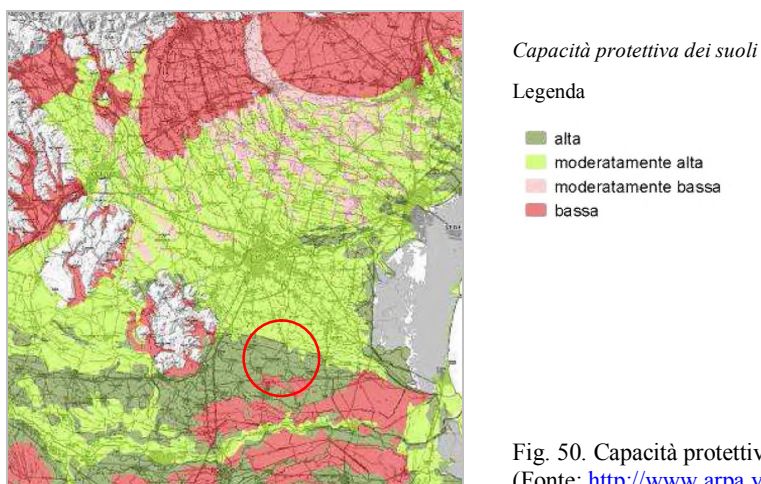 Capacità protettiva dei suoli
Legenda
alta
moderatamente alta
moderatamente bassa
bassa
Fig. 50. Capacità protettiv
(Fonte: http://www.arpa.v